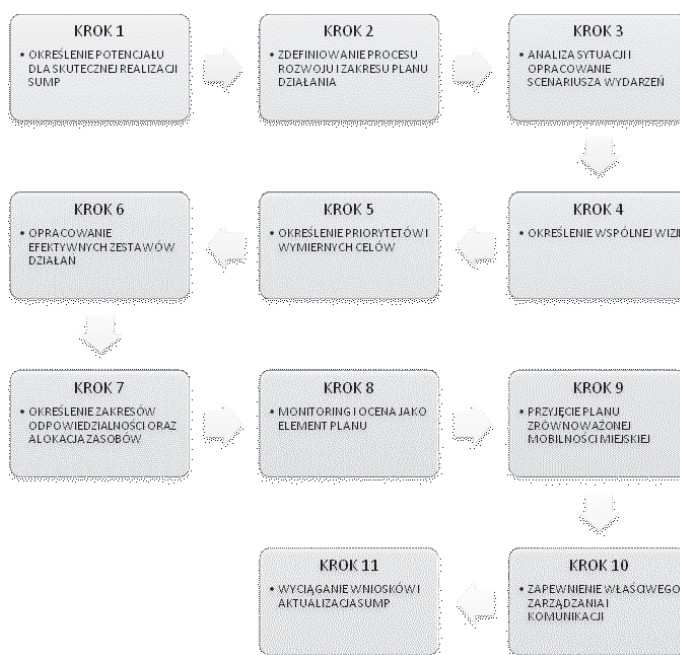 KROK 1
• OKREŚLENIE POTENCJAŁU
DLA SKUTECZNEJ REALIZACJI
SUMP
KROK 2
• ZDEFINIOWANIE PROCESU
ROZWOJU I ZAKRESU PLANU
DZIAŁANIA
KROK 3
• ANALIZA SYTUACJI I
OPRACOWANIE
SCENARIUSZA WYDARZEŃ
KROK 4
• OKREŚLENIE WSPÓLNEJ WIZJI
KROK 5
• OKREŚLENIE PRIORYTETÓW I
WYMIERNYCH CELÓW
KROK 6
• OPRACOWANIE
EFEKTYWNYCH ZESTAWÓW
DZIAŁAŃ
KROK 7
• OKREŚLENIE ZAKRESÓW
ODPOWIEDZIALNOŚCI ORAZ
ALOKACJA ZASOBÓW
KROK 8
• MONITORING I OCENA JAKO
ELEMENT PLANU
KROK 9
• PRZYJĘCIE PLANU
ZRÓWNOWAŻONEJ
MOBILNOŚCI MIEJSKIEJ
KROK 10
• ZAPEWNIENIE WŁAŚCIWEGO
ZARZĄDZANIA I
KOMUNIKACJI
KROK 11
• WYCIĄGANIE WNIOSKÓW I
AKTUALIZACJA SUMP